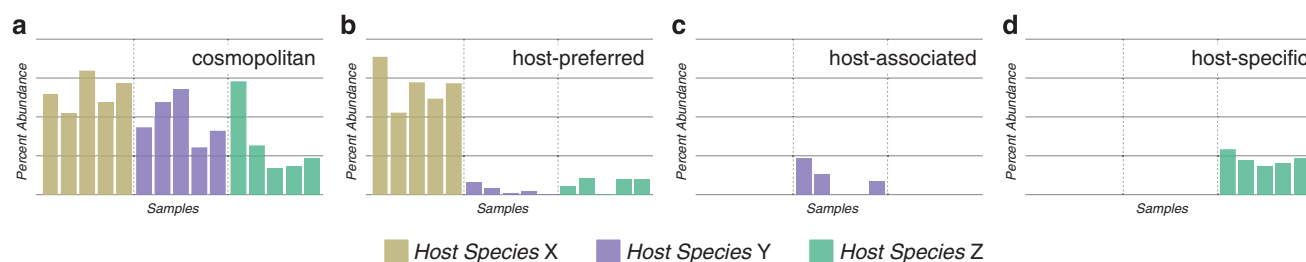 a
cosmopolitan
Percent Abundance
Samples
b
host-preferred
Percent Abundance
Samples
c
host-associated
Percent Abundance
Samples
d
host-specific
Percent Abundance
Samples
Host Species X
Host Species Y
Host Species Z